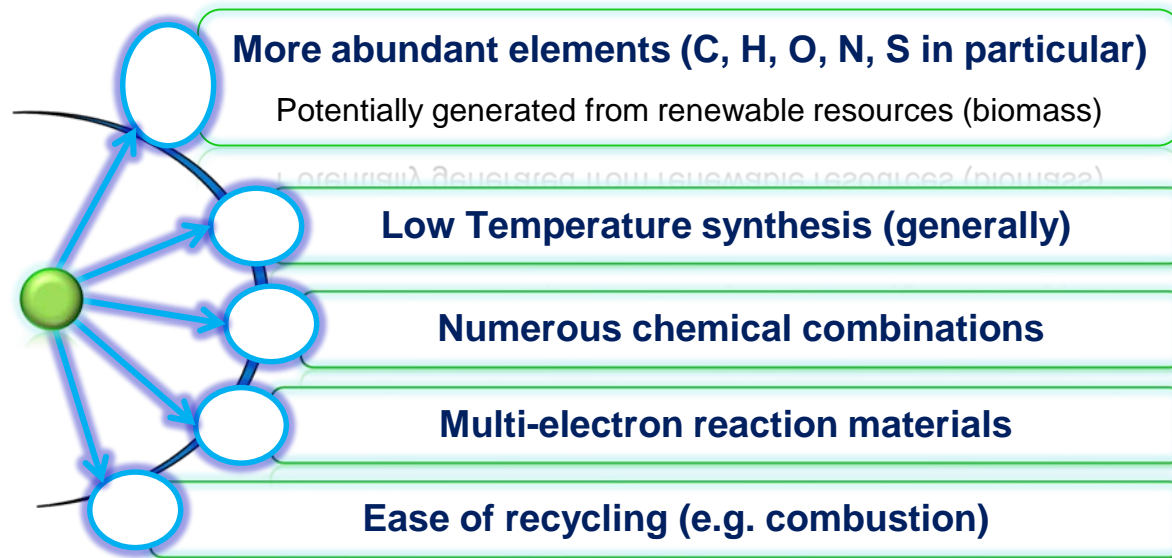 More abundant elements (C, H, O, N, S in particular)
Potentially generated from renewable resources (biomass)
Low Temperature synthesis (generally)
Numerous chemical combinations
Multi-electron reaction materials
Ease of recycling (e.g. combustion)